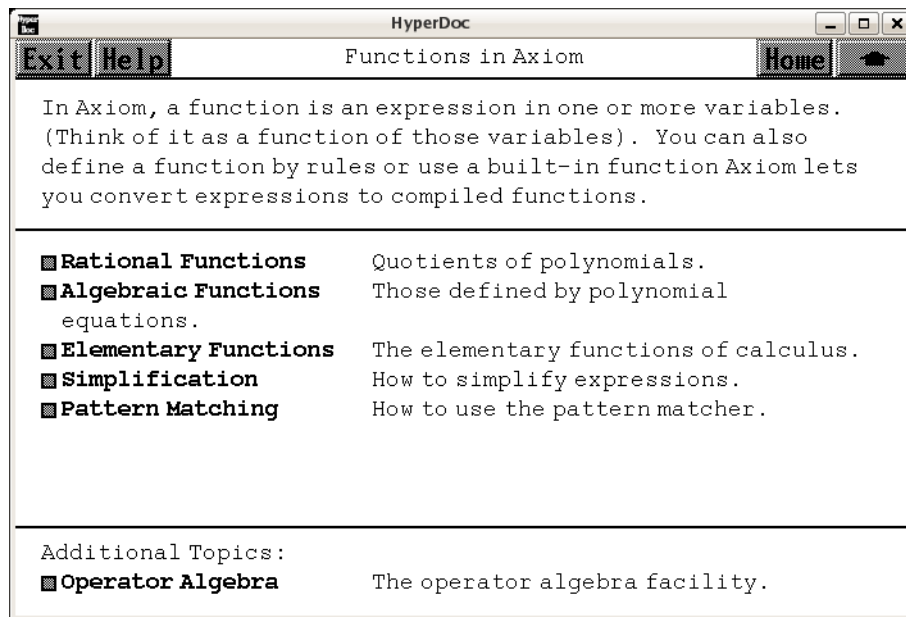 Hyper
Doc
HyperDoc
Exit Help Functions in Axiom Home
In Axiom, a function is an expression in one or more variables.
(Think of it as a function of those variables). You can also
define a function by rules or use a built-in function Axiom lets
you convert expressions to compiled functions.
Rational Functions Quotients of polynomials.
Algebraic Functions Those defined by polynomial
equations.
Elementary Functions The elementary functions of calculus.
Simplification How to simplify expressions.
Pattern Matching How to use the pattern matcher.
Additional Topics:
Operator Algebra The operator algebra facility.